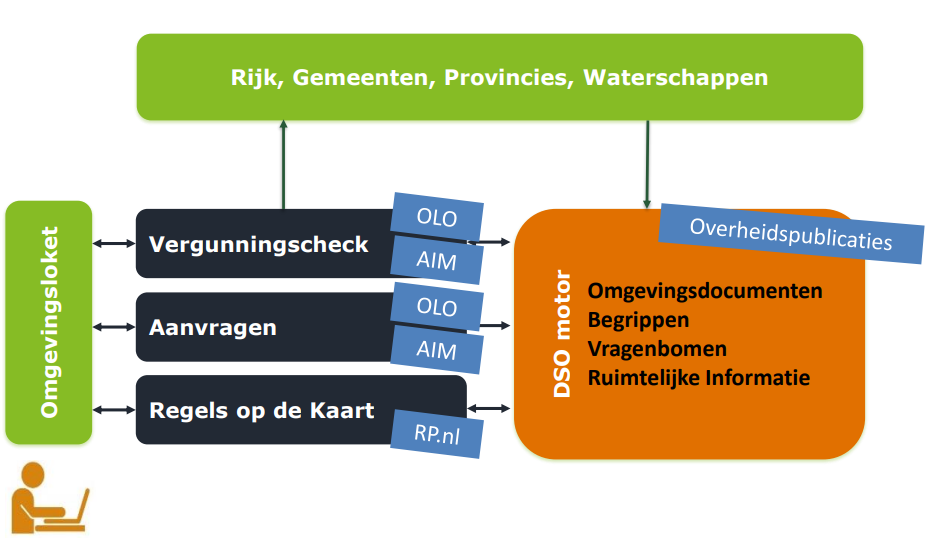 Rijk, Gemeenten, Provincies, Waterschappen
Omgevingsloket
Vergunningscheck
OLO
AIM
Aanvragen
OLO
AIM
Regels op de Kaart
RP.nl
DSO motor
Overheidspublicaties
Omgevingsdocumenten
Begrippen
Vragenbomen
Ruimtelijke Informatie